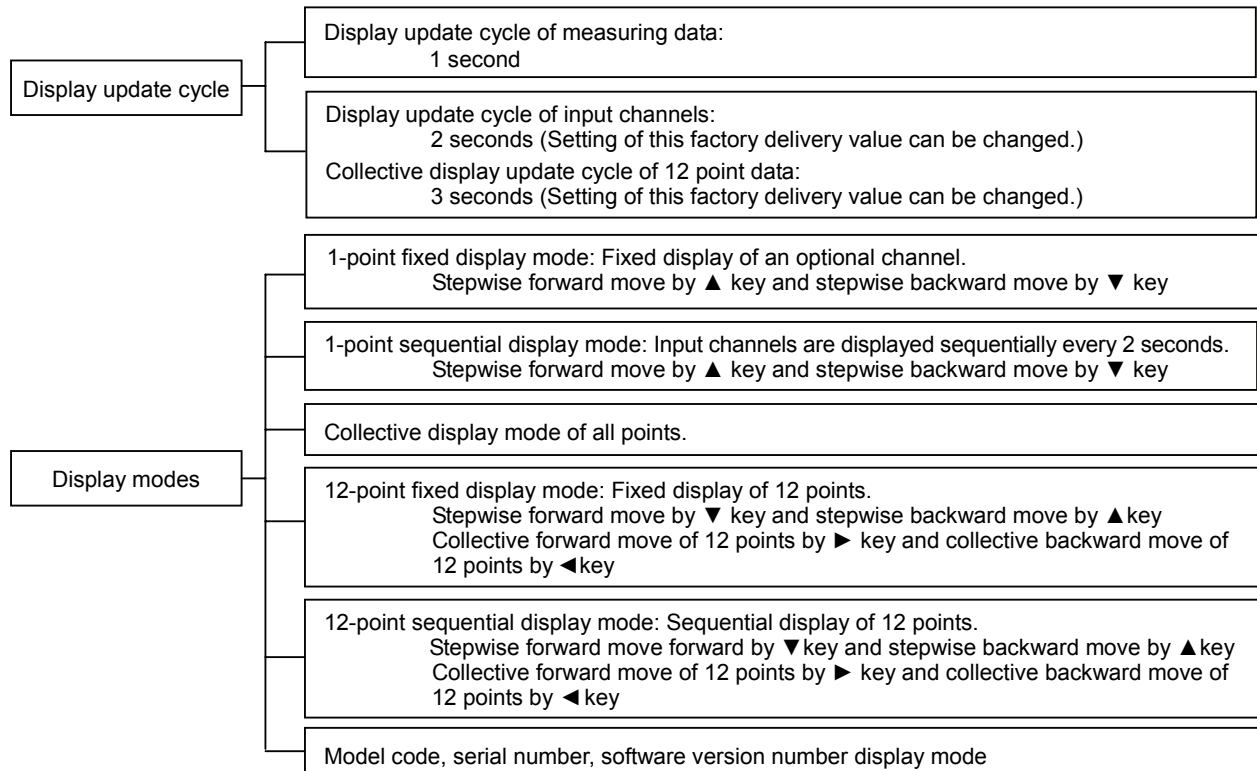 Display update cycle
Display update cycle of measuring data:
1 second
Display update cycle of input channels:
2 seconds (Setting of this factory delivery value can be changed.)
Collective display update cycle of 12 point data:
3 seconds (Setting of this factory delivery value can be changed.)
Display modes
1-point fixed display mode: Fixed display of an optional channel.
Stepwise forward move by ▲ key and stepwise backward move by ▼ key
1-point sequential display mode: Input channels are displayed sequentially every 2 seconds.
Stepwise forward move by ▲ key and stepwise backward move by ▼ key
Collective display mode of all points.
12-point fixed display mode: Fixed display of 12 points.
Stepwise forward move by ▼ key and stepwise backward move by ▲key
Collective forward move of 12 points by ► key and collective backward move of
12 points by ◄key
12-point sequential display mode: Sequential display of 12 points.
Stepwise forward move forward by ▼key and stepwise backward move by ▲key
Collective forward move of 12 points by ► key and collective backward move of
12 points by ◄ key
Model code, serial number, software version number display mode